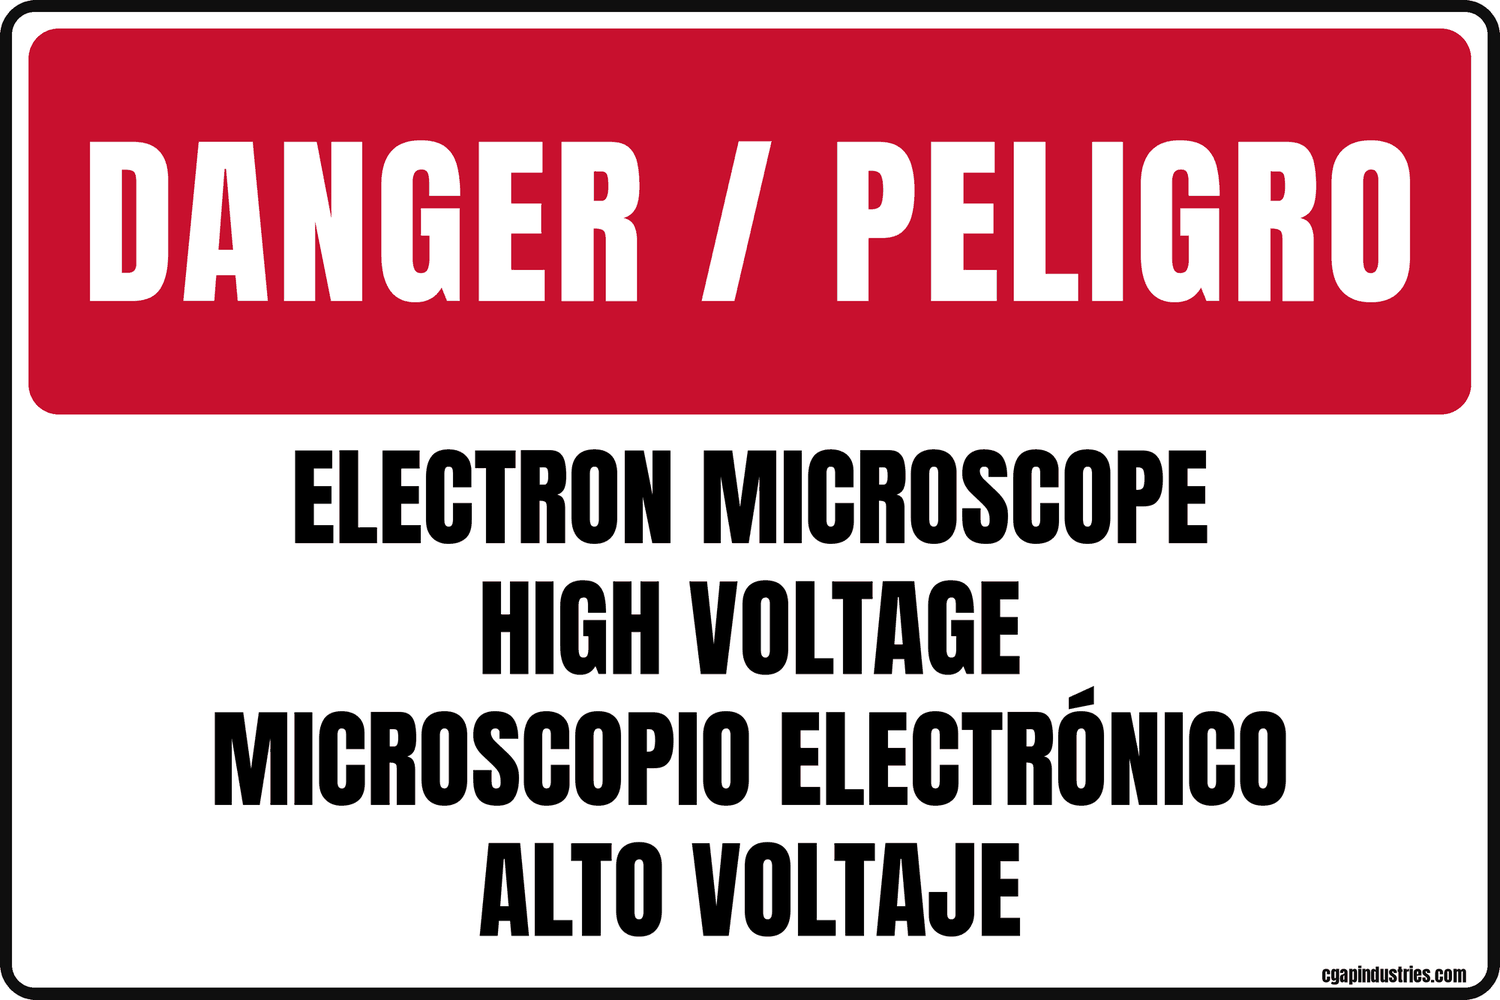 DANGER / PELIGRO
ELECTRON MICROSCOPE
HIGH VOLTAGE
MICROSCOPIO ELECTRÓNICO
ALTO VOLTAJE
cgapindustries.com